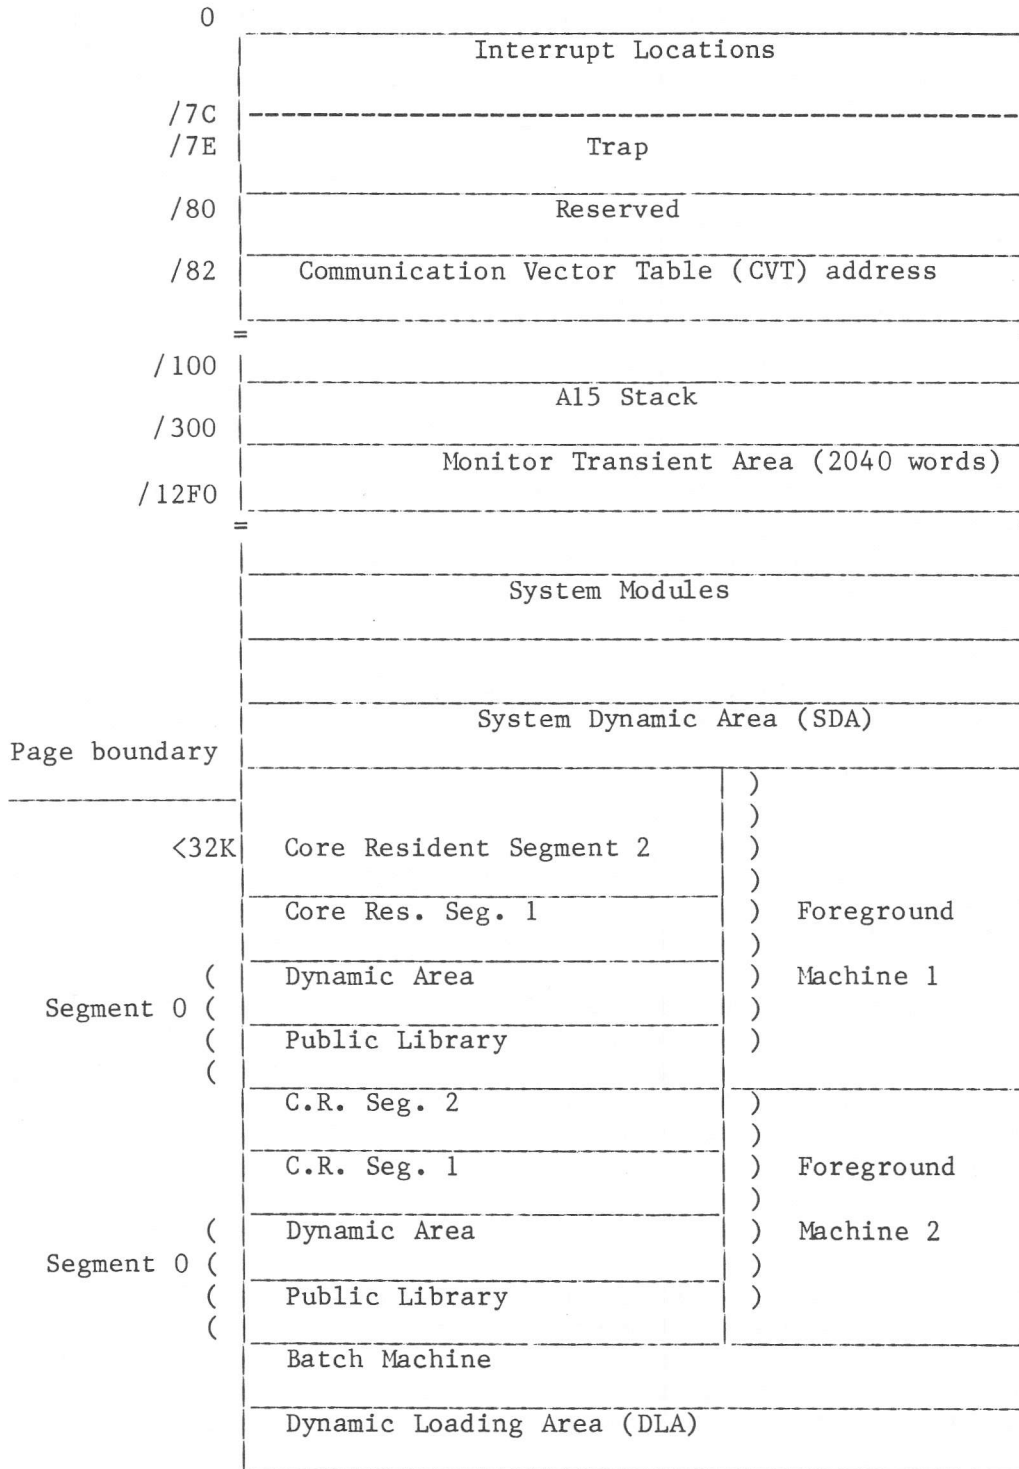 0
Interrupt Locations
/7C
/7E Trap
/80 Reserved
/82 Communication Vector Table (CVT) address
=
/100
A15 Stack
/300
Monitor Transient Area (2040 words)
/12F0
=
System Modules
System Dynamic Area (SDA)
Page boundary
)
)
<32K Core Resident Segment 2 )
)
Core Res. Seg. 1 ) Foreground
)
( Dynamic Area ) Machine 1
Segment 0 ( )
( Public Library )
(
C.R. Seg. 2 )
)
C.R. Seg. 1 ) Foreground
)
( Dynamic Area ) Machine 2
Segment 0 ( )
( Public Library )
(
Batch Machine
Dynamic Loading Area (DLA)